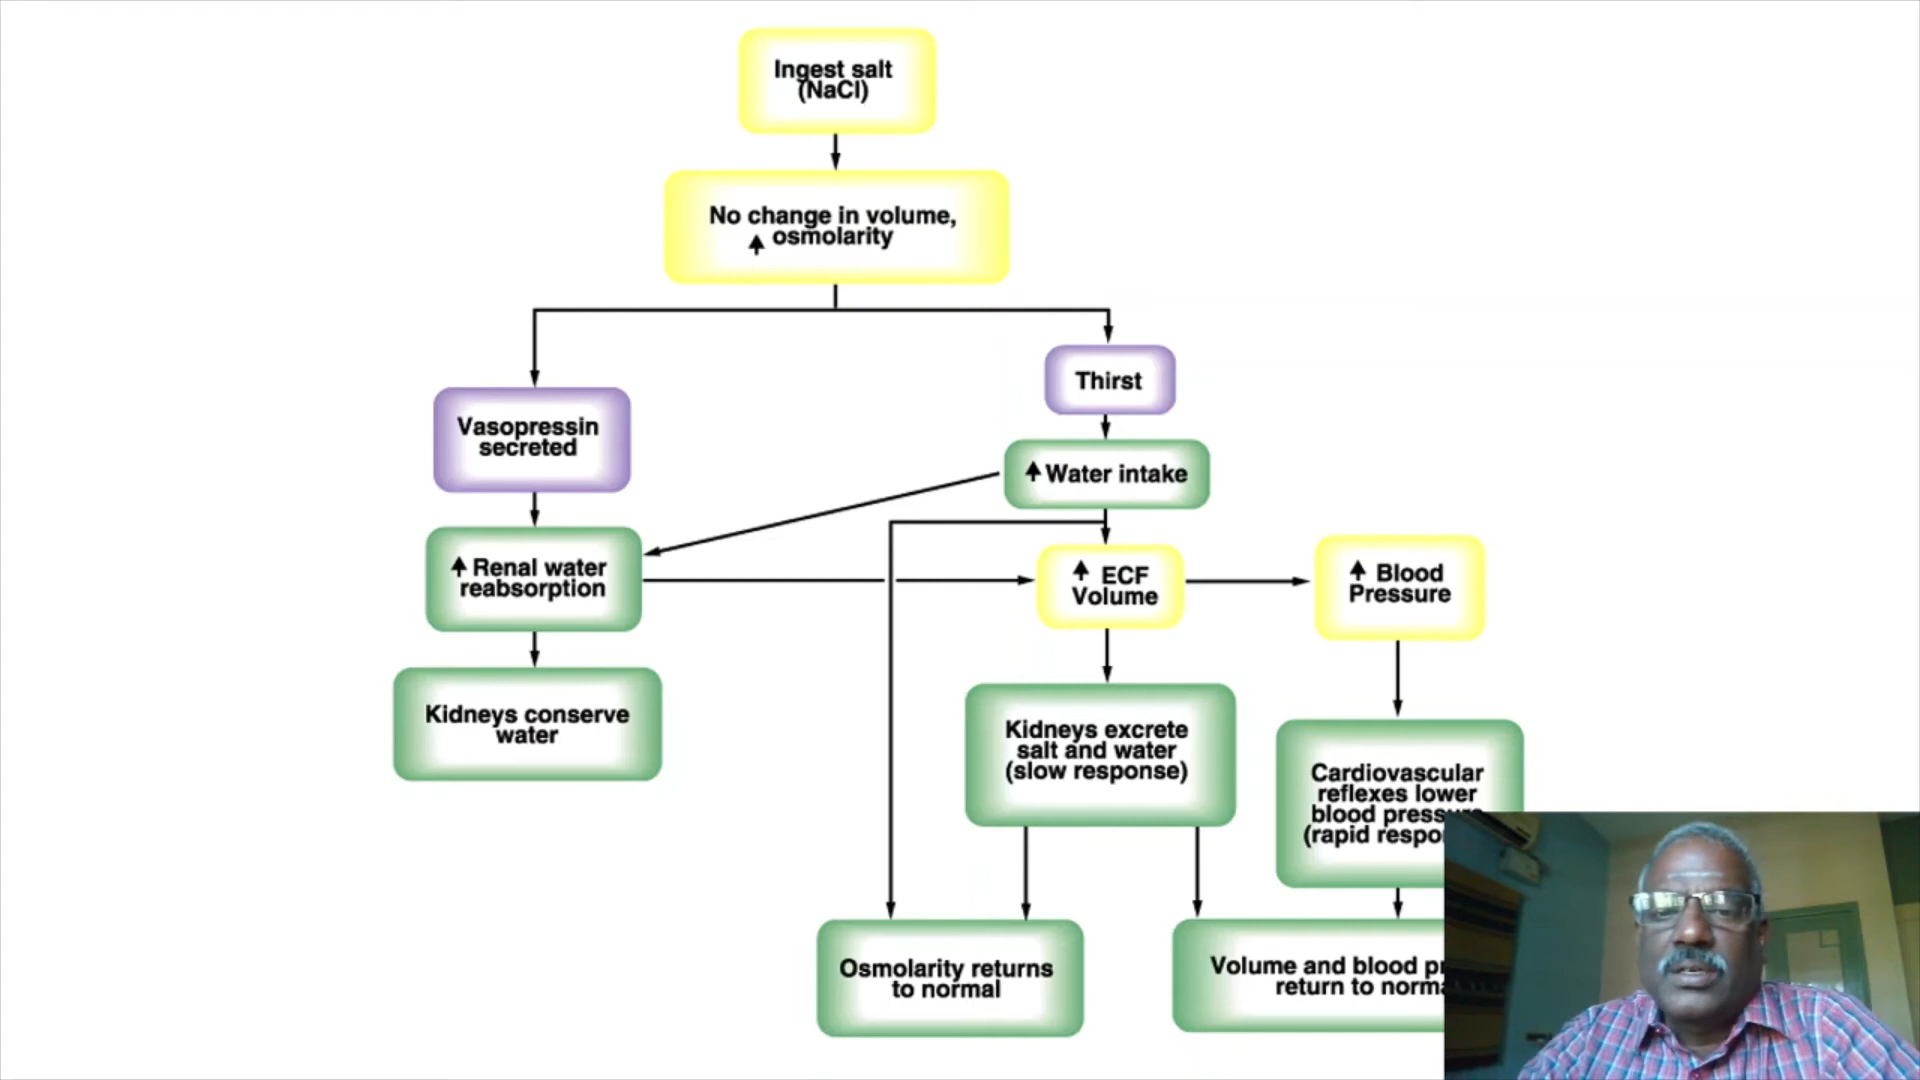 Ingest salt
(NaCl)
No change in volume,
↑ osmolarity
Thirst
Vasopressin
secreted
↑ Water intake
↑ Renal water
reabsorption
↑ ECF
Volume
↑ Blood
Pressure
Kidneys conserve
water
Kidneys excrete
salt and water
(slow response)
Cardiovascular
reflexes lower
blood
(rapid
Osmolarity returns
to normal
Volume and blood
return to